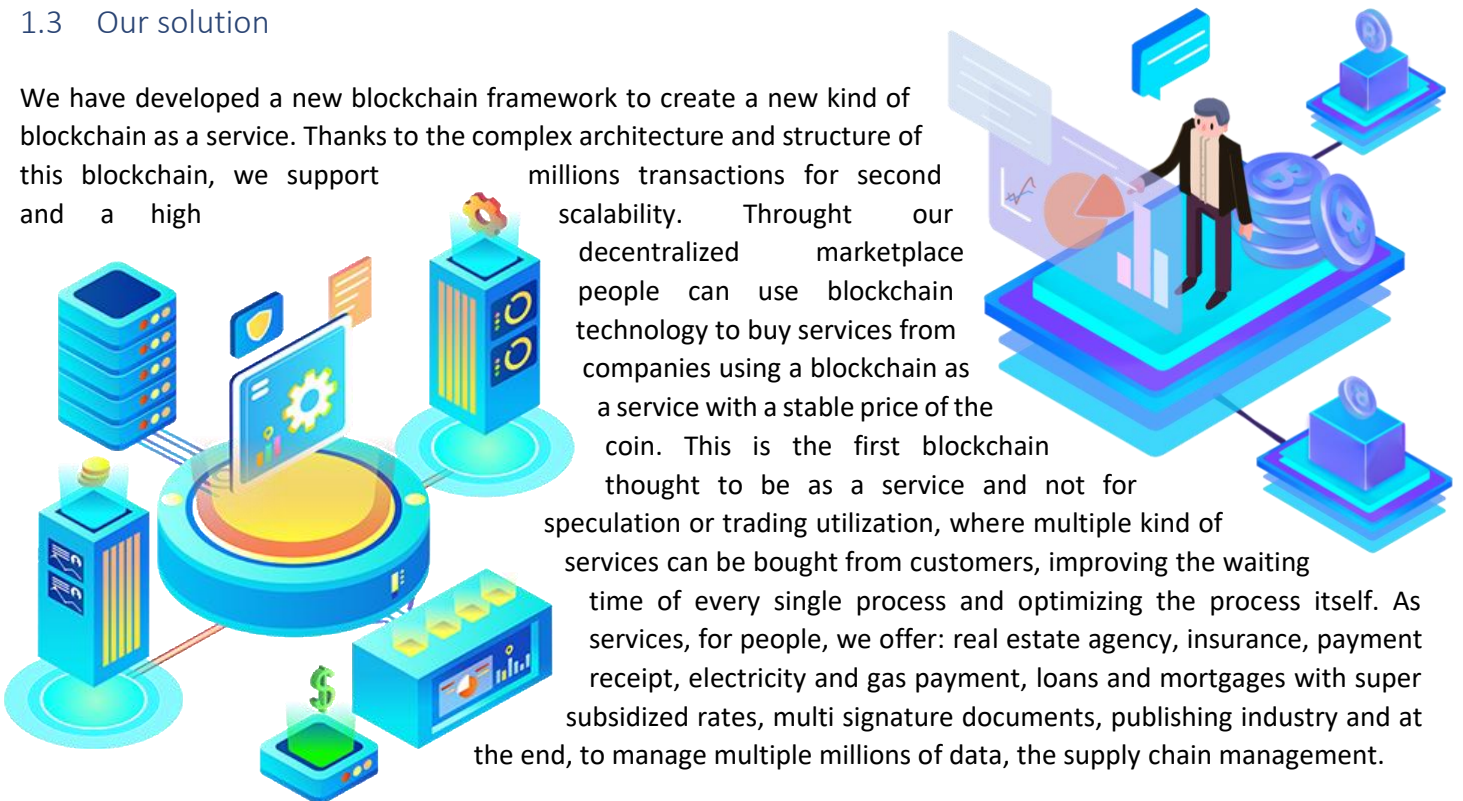 1.3 Our solution
We have developed a new blockchain framework to create a new kind of
blockchain as a service. Thanks to the complex architecture and structure of
this blockchain, we support millions transactions for second
and a high scalability. Throught our
decentralized marketplace
people can use blockchain
technology to buy services from
companies using a blockchain as
a service with a stable price of the
coin. This is the first blockchain
thought to be as a service and not for
speculation or trading utilization, where multiple kind of
services can be bought from customers, improving the waiting
time of every single process and optimizing the process itself. As
services, for people, we offer: real estate agency, insurance, payment
receipt, electricity and gas payment, loans and mortgages with super
subsidized rates, multi signature documents, publishing industry and at
the end, to manage multiple millions of data, the supply chain management.